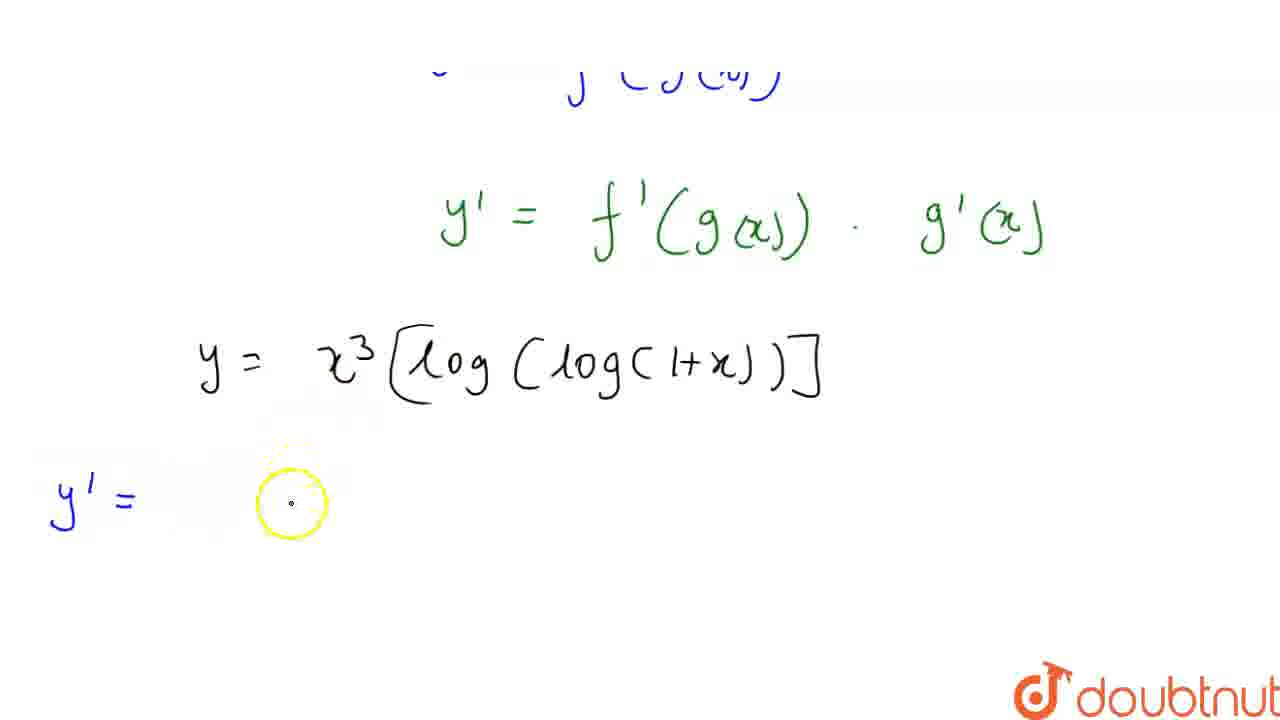 y' = f'(g(x)) . g'(x)
y = x³[log(log(1+x))]
y' =
doubtnut